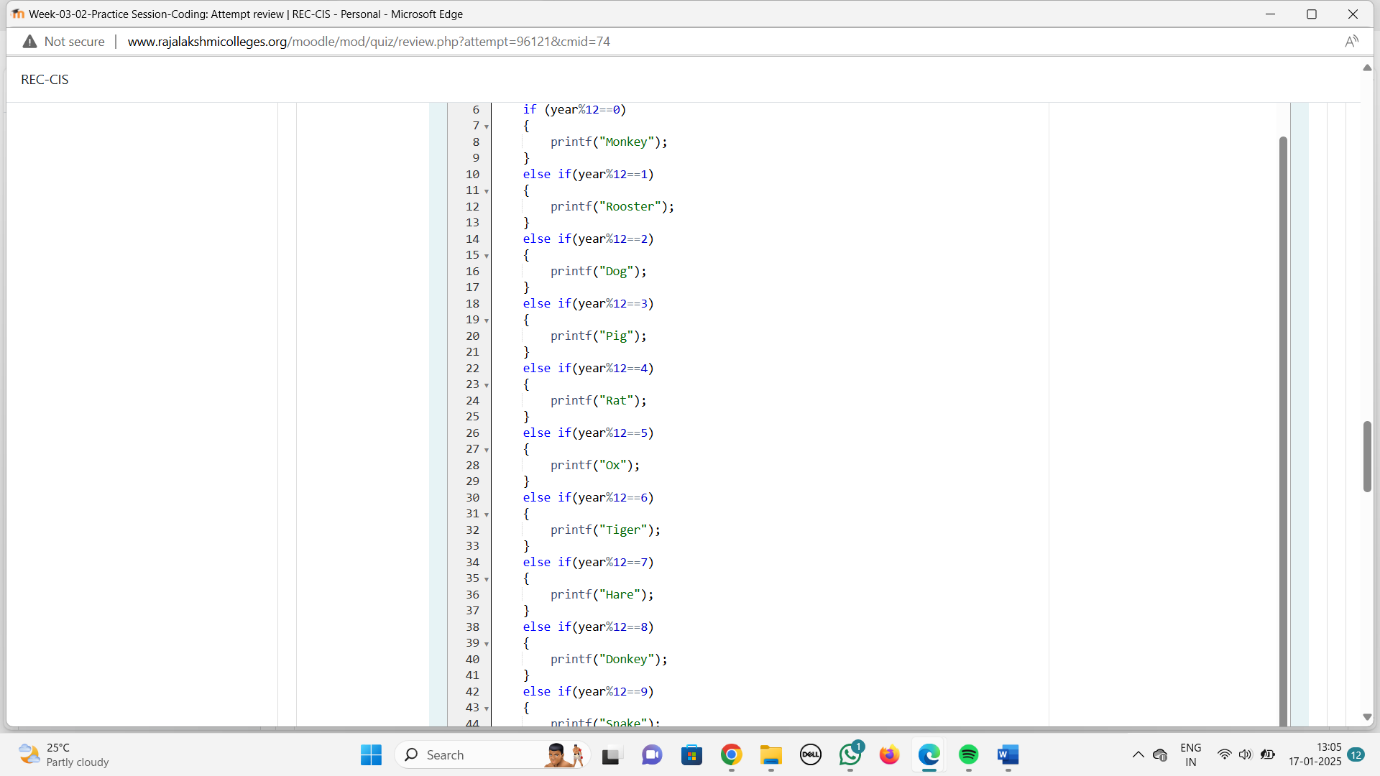 Week-03-02-Practice Session-Coding: Attempt review | REC-CIS - Personal - Microsoft Edge
Not secure | www.rajalakshmicolleges.org/moodle/mod/quiz/review.php?attempt=96121&cmid=74
REC-CIS
6 if (year%12==0)
7 {
8 printf("Monkey");
9 }
10 else if(year%12==1)
11 {
12 printf("Rooster");
13 }
14 else if(year%12==2)
15 {
16 printf("Dog");
17 }
18 else if(year%12==3)
19 {
20 printf("Pig");
21 }
22 else if(year%12==4)
23 {
24 printf("Rat");
25 }
26 else if(year%12==5)
27 {
28 printf("Ox");
29 }
30 else if(year%12==6)
31 {
32 printf("Tiger");
33 }
34 else if(year%12==7)
35 {
36 printf("Hare");
37 }
38 else if(year%12==8)
39 {
40 printf("Donkey");
41 }
42 else if(year%12==9)
43 {
44 printf("Snake");
25°C
Partly cloudy
Search
DELL
1
W
ENG
IN
13:05
17-01-2025
12